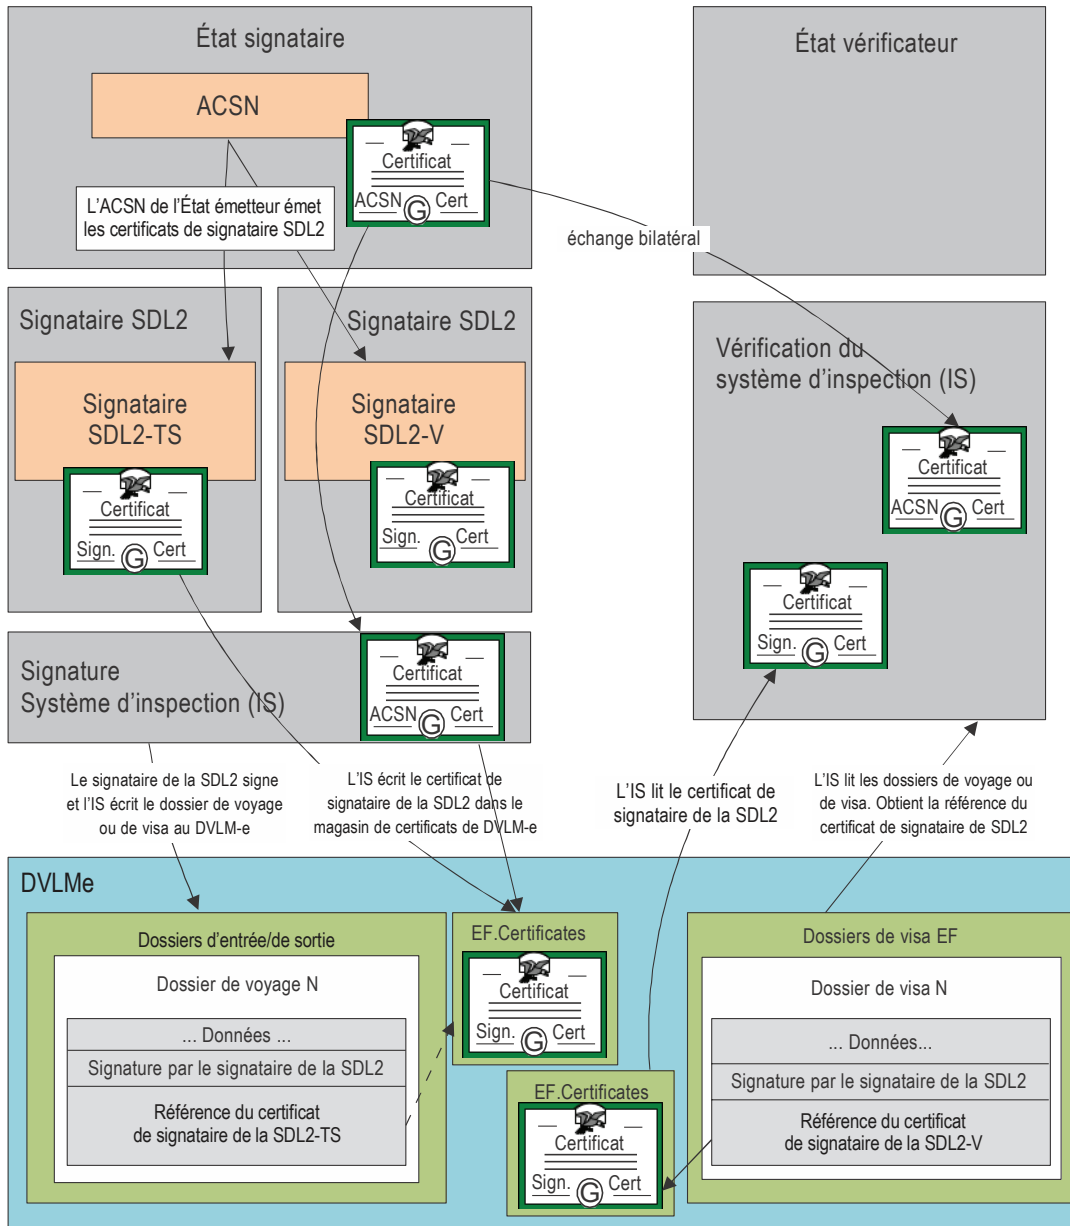 État signataire
ACSN
Certificat
ACSN G Cert
L'ACSN de l'État émetteur émet
les certificats de signataire SDL2
État vérificateur
échange bilatéral
Signataire SDL2
Signataire
SDL2-TS
Certificat
Sign. G Cert
Signataire SDL2
Signataire
SDL2-V
Certificat
Sign. G Cert
Vérification du
système d'inspection (IS)
Certificat
ACSN G Cert
Certificat
Sign. G Cert
Signature
Système d'inspection (IS)
Certificat
ACSN G Cert
Le signataire de la SDL2 signe
et l'IS écrit le dossier de voyage
ou de visa au DVLM-e
L'IS écrit le certificat de
signataire de la SDL2 dans le
magasin de certificats de DVLM-e
L'IS lit le certificat de
signataire de la SDL2
L'IS lit les dossiers de voyage ou
de visa. Obtient la référence du
certificat de signataire de SDL2
DVLMe
Dossiers d'entrée/de sortie
Dossier de voyage N
... Données ...
Signature par le signataire de la SDL2
Référence du certificat
de signataire de la SDL2-TS
EF.Certificates
Certificat
Sign. G Cert
EF.Certificates
Certificat
Sign. G Cert
Dossiers de visa EF
Dossier de visa N
... Données...
Signature par le signataire de la SDL2
Référence du certificat
de signataire de la SDL2-V